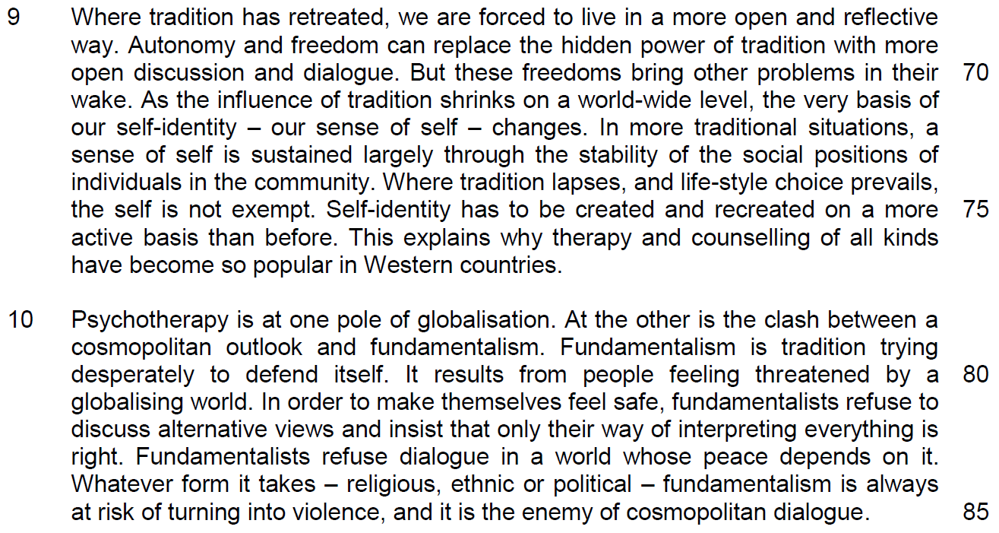 9 Where tradition has retreated, we are forced to live in a more open and reflective
way. Autonomy and freedom can replace the hidden power of tradition with more
open discussion and dialogue. But these freedoms bring other problems in their 70
wake. As the influence of tradition shrinks on a world-wide level, the very basis of
our self-identity – our sense of self – changes. In more traditional situations, a
sense of self is sustained largely through the stability of the social positions of
individuals in the community. Where tradition lapses, and life-style choice prevails,
the self is not exempt. Self-identity has to be created and recreated on a more 75
active basis than before. This explains why therapy and counselling of all kinds
have become so popular in Western countries.
10 Psychotherapy is at one pole of globalisation. At the other is the clash between a
cosmopolitan outlook and fundamentalism. Fundamentalism is tradition trying
desperately to defend itself. It results from people feeling threatened by a 80
globalising world. In order to make themselves feel safe, fundamentalists refuse to
discuss alternative views and insist that only their way of interpreting everything is
right. Fundamentalists refuse dialogue in a world whose peace depends on it.
Whatever form it takes – religious, ethnic or political – fundamentalism is always
at risk of turning into violence, and it is the enemy of cosmopolitan dialogue. 85